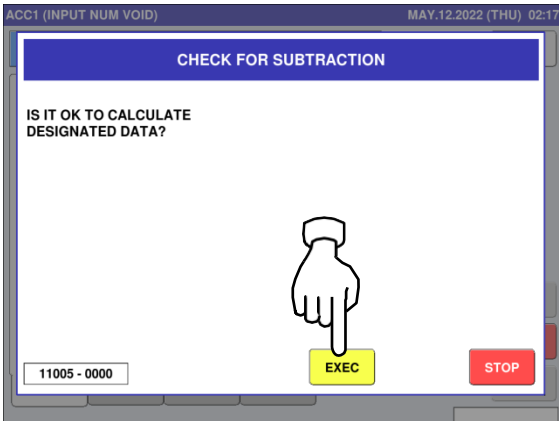 ACC1 (INPUT NUM VOID) MAY.12.2022 (THU) 02:17
CHECK FOR SUBTRACTION
IS IT OK TO CALCULATE
DESIGNATED DATA?
11005 - 0000 EXEC STOP